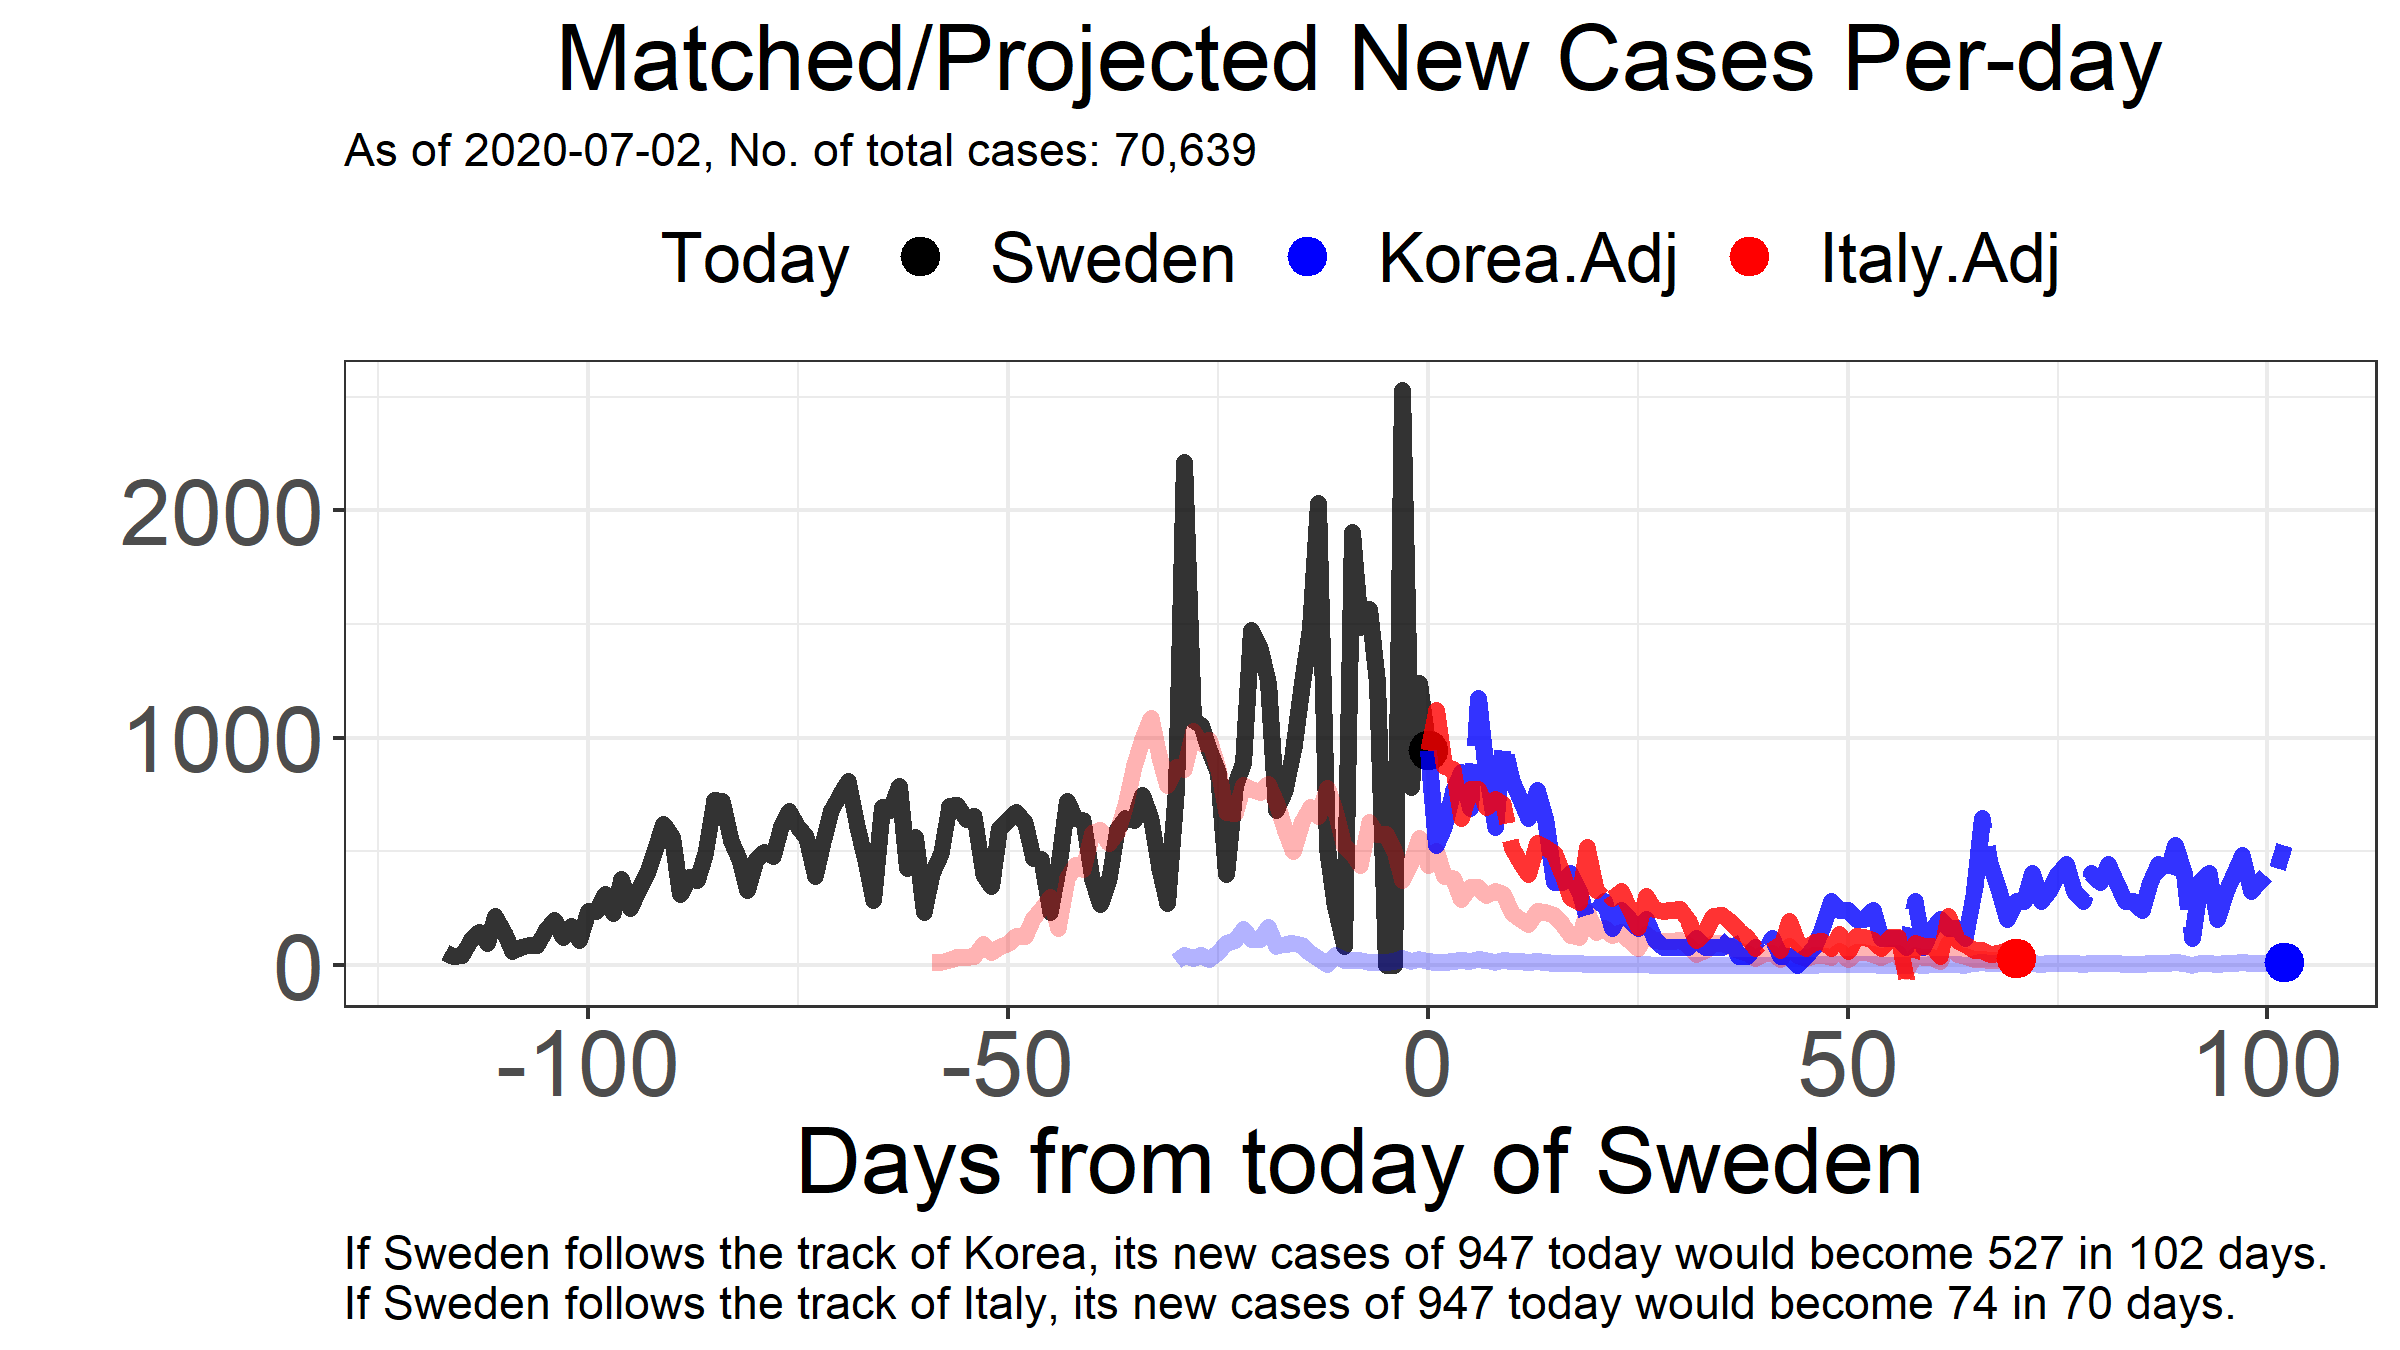 Matched/Projected New Cases Per-day
As of 2020-07-02, No. of total cases: 70,639
Today Sweden Korea.Adj Italy.Adj
2000
1000
0
-100 -50 0 50 100
Days from today of Sweden
If Sweden follows the track of Korea, its new cases of 947 today would become 527 in 102 days.
If Sweden follows the track of Italy, its new cases of 947 today would become 74 in 70 days.